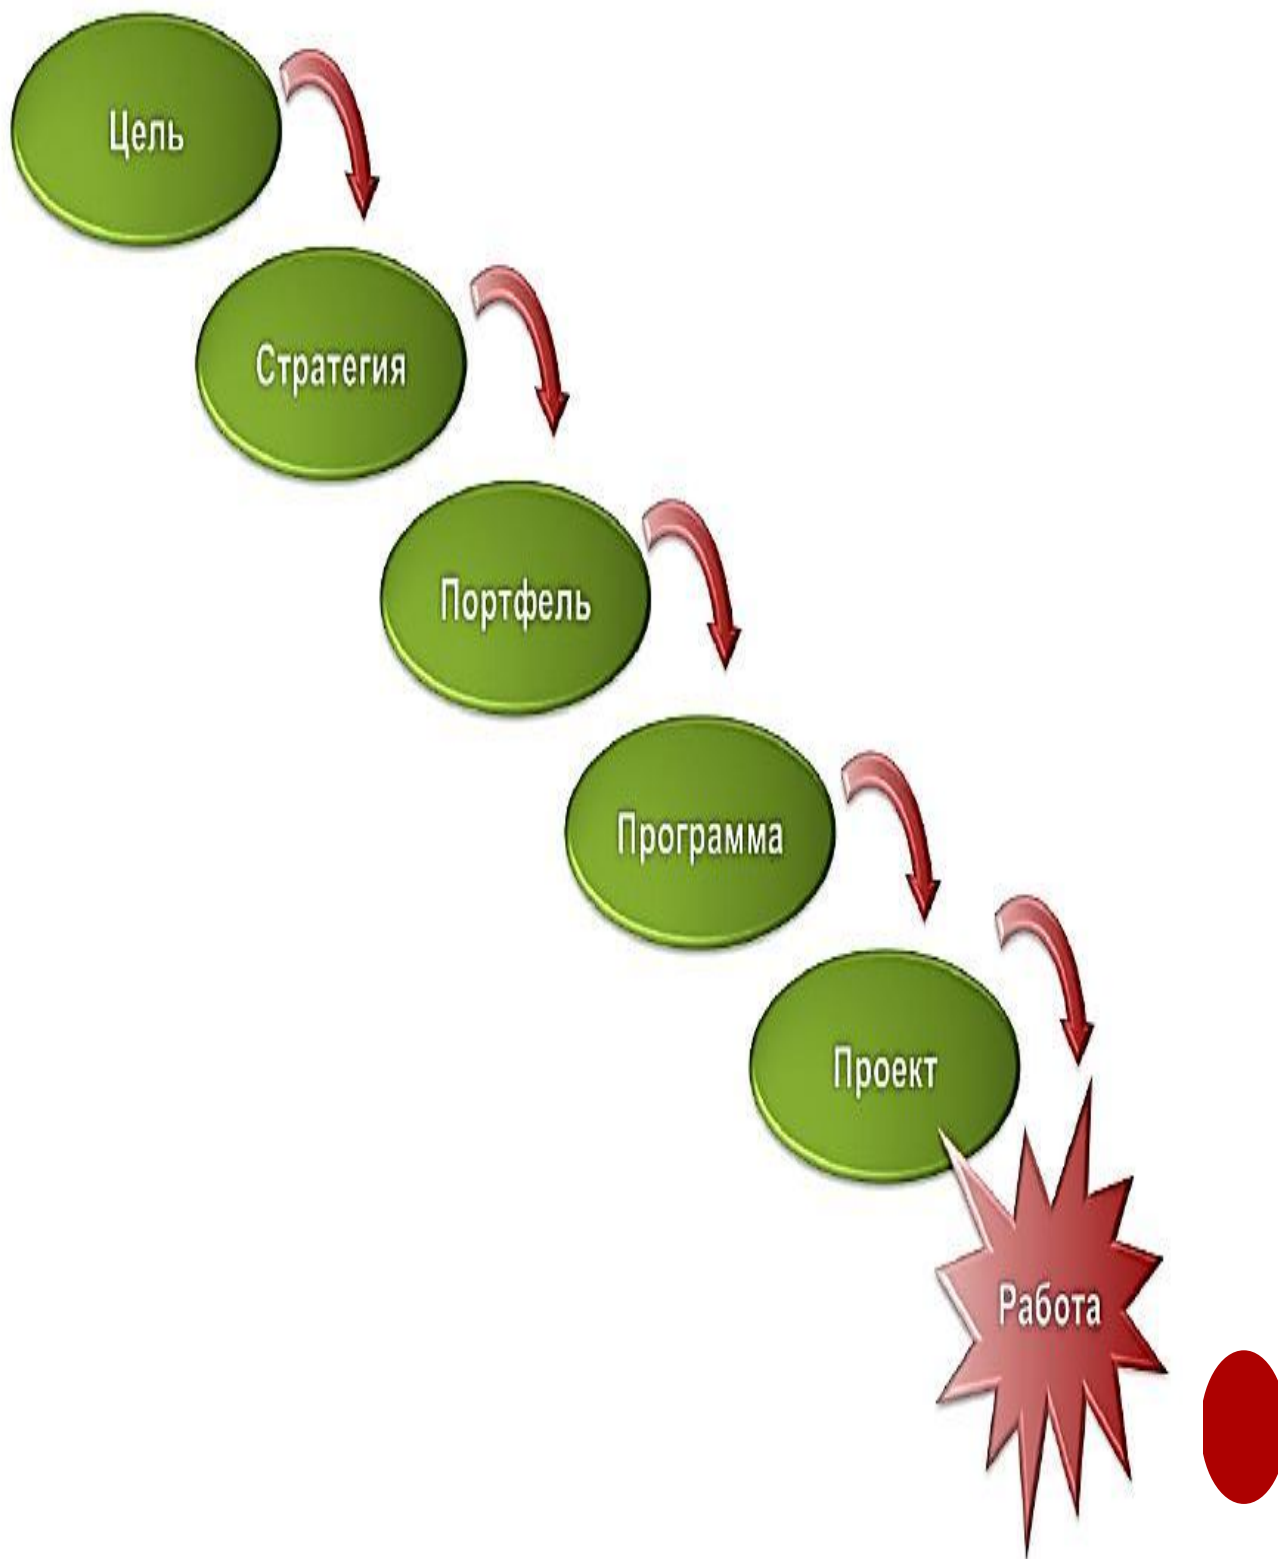 Цель
Стратегия
Портфель
Программа
Проект
Работа